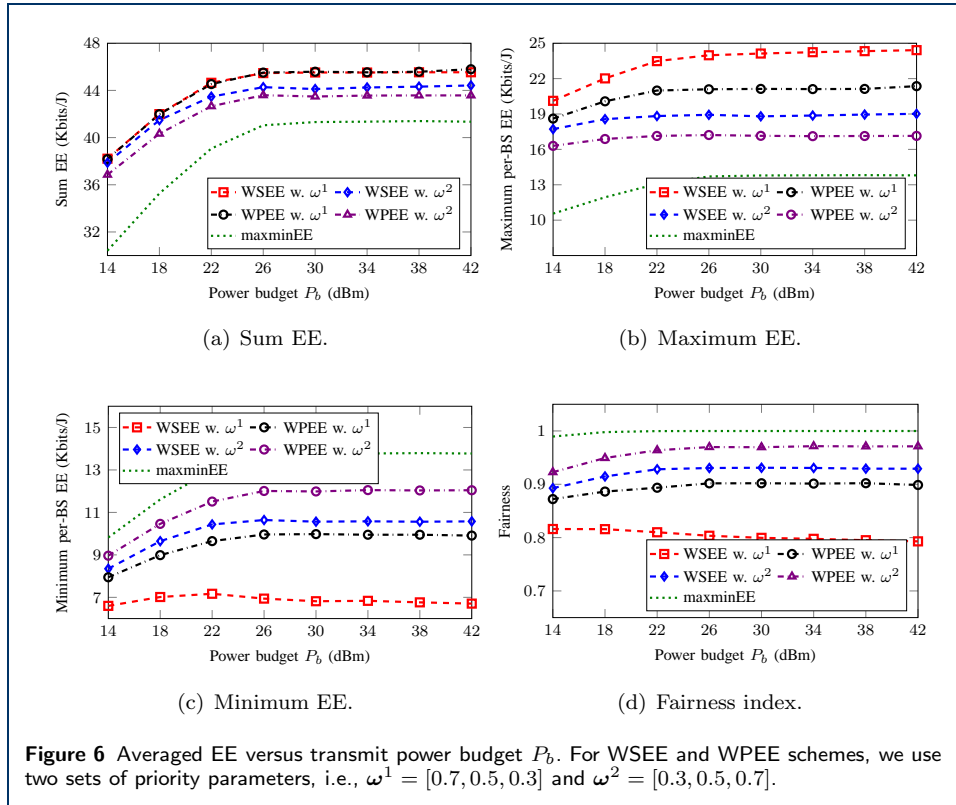 48
44
40
36
32
Sum EE (Kbits/J)
WSEE w. ω¹ WSEE w. ω²
WPEE w. ω¹ WPEE w. ω²
maxminEE
14 18 22 26 30 34 38 42
Power budget P_b (dBm)
(a) Sum EE.
25
22
19
16
13
10
Maximum per-BS EE (Kbits/J)
WSEE w. ω¹ WPEE w. ω¹
WSEE w. ω² WPEE w. ω²
maxminEE
14 18 22 26 30 34 38 42
Power budget P_b (dBm)
(b) Maximum EE.
15
13
11
9
7
Minimum per-BS EE (Kbits/J)
WSEE w. ω¹ WPEE w. ω¹
WSEE w. ω² WPEE w. ω²
maxminEE
14 18 22 26 30 34 38 42
Power budget P_b (dBm)
(c) Minimum EE.
1
0.9
0.8
0.7
Fairness
WSEE w. ω¹ WPEE w. ω¹
WSEE w. ω² WPEE w. ω²
maxminEE
14 18 22 26 30 34 38 42
Power budget P_b (dBm)
(d) Fairness index.
Figure 6 Averaged EE versus transmit power budget P_b. For WSEE and WPEE schemes, we use
two sets of priority parameters, i.e., ω¹ = [0.7, 0.5, 0.3] and ω² = [0.3, 0.5, 0.7].